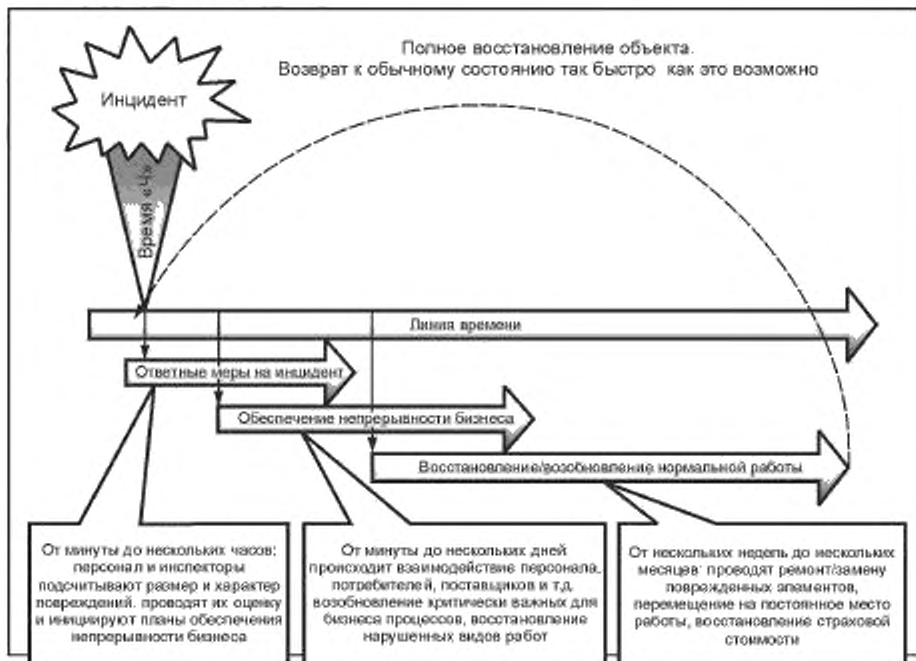 Полное восстановление объекта.
Возврат к обычному состоянию так быстро как это возможно
Инцидент
Время «Ч»
Линия времени
Ответные меры на инцидент
Обеспечение непрерывности бизнеса
Восстановление/возобновление нормальной работы
От минуты до нескольких часов:
персонал и инспекторы
подсчитывают размер и характер
повреждений. проводят их оценку
и инициируют планы обеспечения
непрерывности бизнеса
От минуты до нескольких дней
происходит взаимодействие персонала,
потребителей, поставщиков и т.д.
возобновление критически важных для
бизнеса процессов, восстановление
нарушенных видов работ
От нескольких недель до нескольких
месяцев: проводят ремонт/замену
поврежденных элементов,
перемещение на постоянное место
работы, восстановление страховой
стоимости